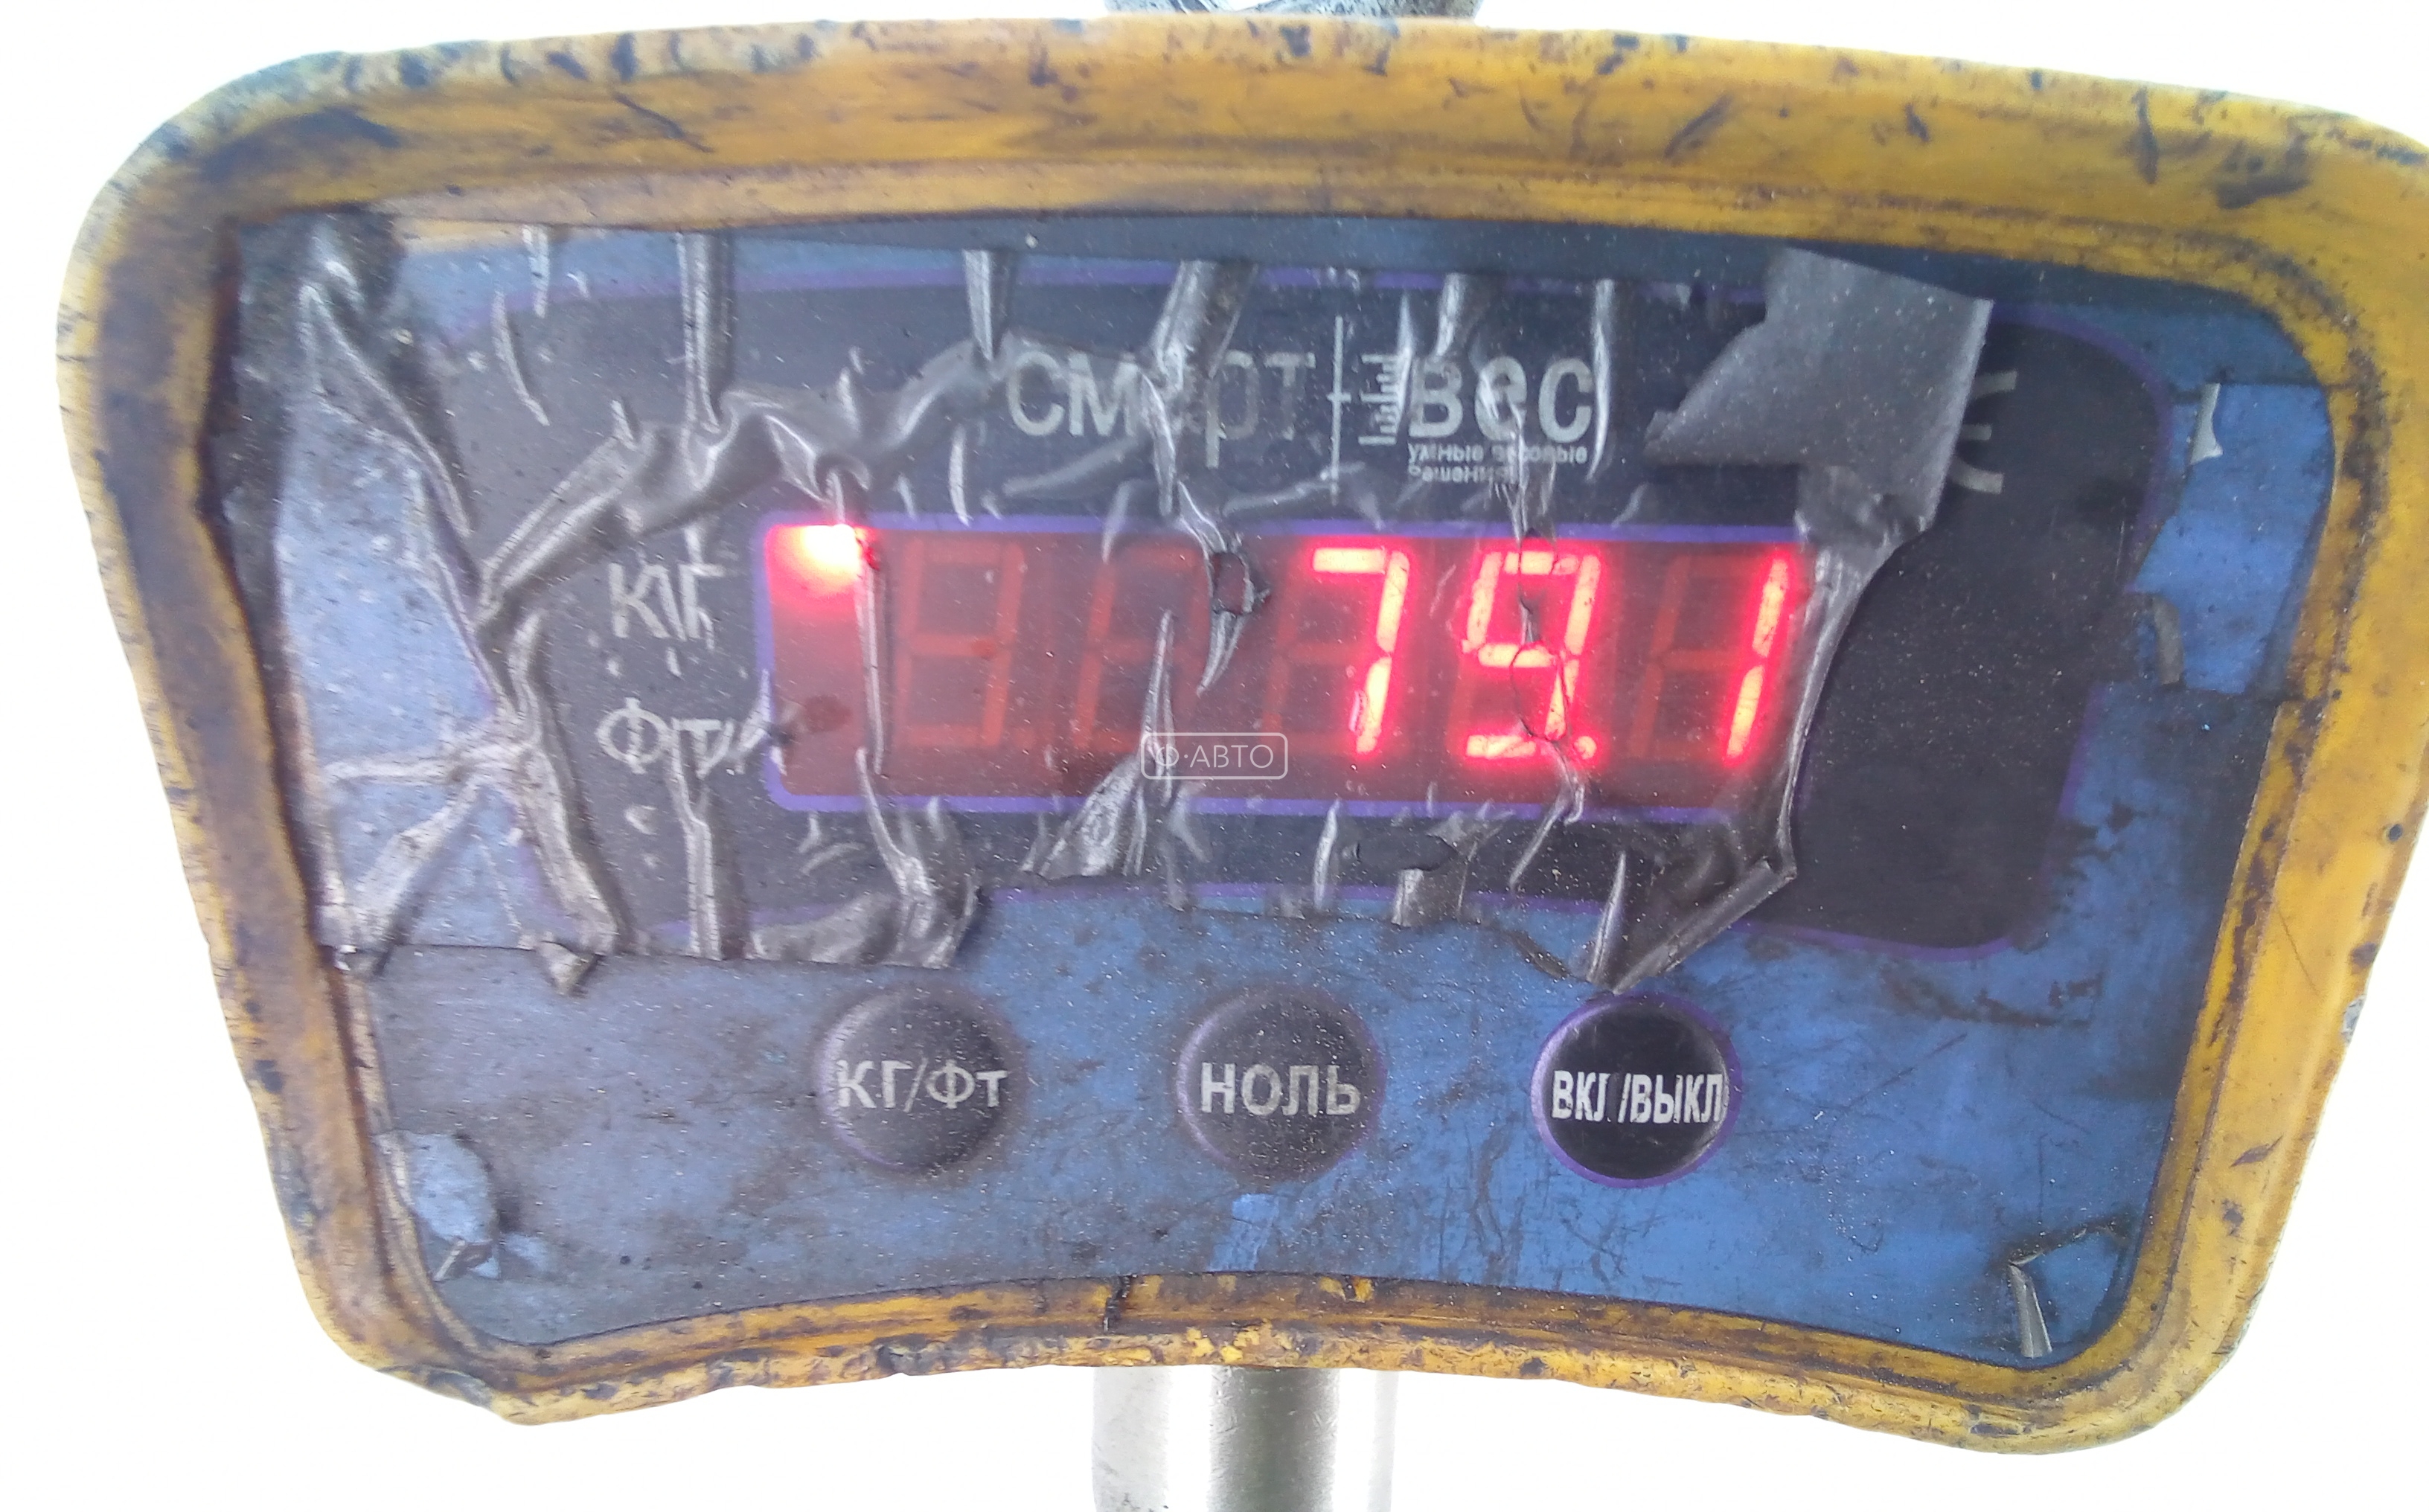 смарт вес
умные весовые
решения
КГ
79.1
Фт
Ф·АВТО
КГ/Фт
НОЛЬ
ВКЛ/ВЫКЛ